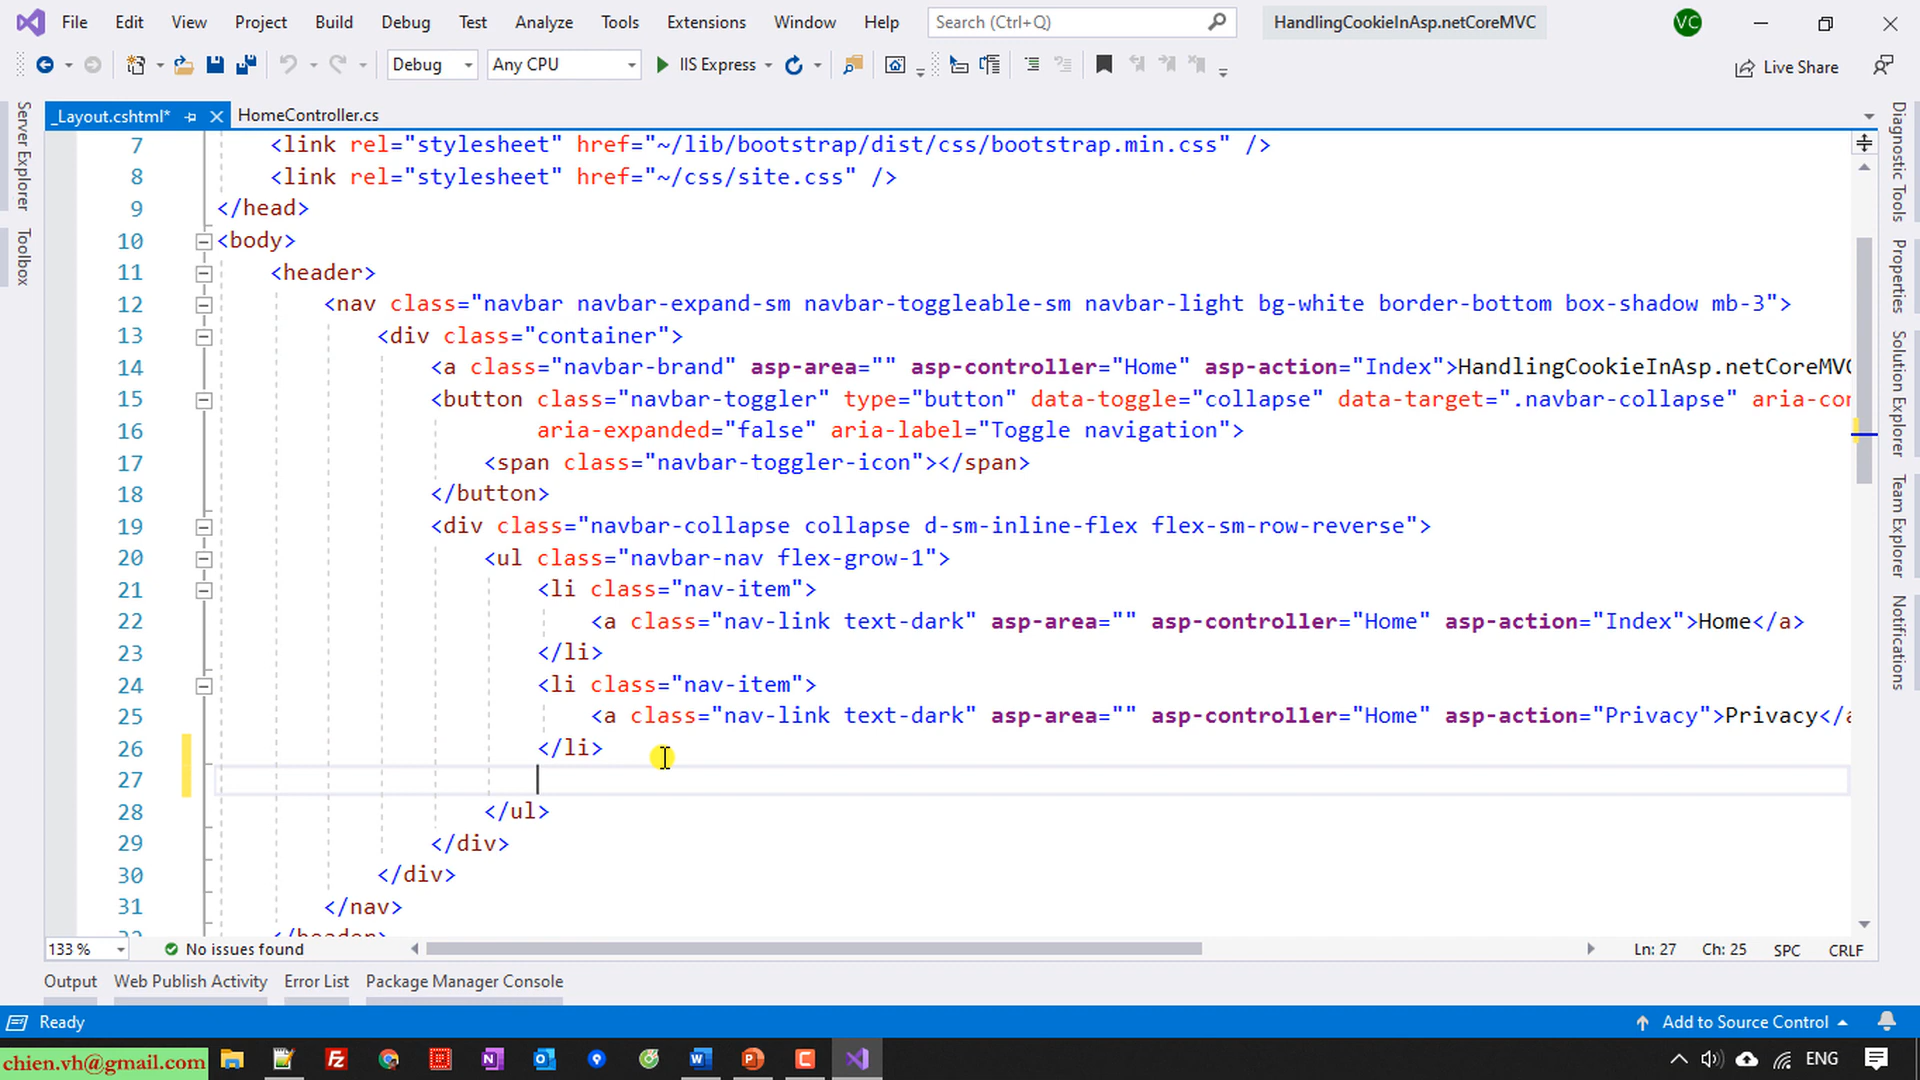 File Edit View Project Build Debug Test Analyze Tools Extensions Window Help Search (Ctrl+Q) HandlingCookieInAsp.netCoreMVC VC
Debug Any CPU IIS Express Live Share
_Layout.cshtml* HomeController.cs
Server Explorer
Toolbox
7 <link rel="stylesheet" href="~/lib/bootstrap/dist/css/bootstrap.min.css" />
8 <link rel="stylesheet" href="~/css/site.css" />
9 </head>
10 <body>
11 <header>
12 <nav class="navbar navbar-expand-sm navbar-toggleable-sm navbar-light bg-white border-bottom box-shadow mb-3">
13 <div class="container">
14 <a class="navbar-brand" asp-area="" asp-controller="Home" asp-action="Index">HandlingCookieInAsp.netCoreMVC
15 <button class="navbar-toggler" type="button" data-toggle="collapse" data-target=".navbar-collapse" aria-con
16 aria-expanded="false" aria-label="Toggle navigation">
17 <span class="navbar-toggler-icon"></span>
18 </button>
19 <div class="navbar-collapse collapse d-sm-inline-flex flex-sm-row-reverse">
20 <ul class="navbar-nav flex-grow-1">
21 <li class="nav-item">
22 <a class="nav-link text-dark" asp-area="" asp-controller="Home" asp-action="Index">Home</a>
23 </li>
24 <li class="nav-item">
25 <a class="nav-link text-dark" asp-area="" asp-controller="Home" asp-action="Privacy">Privacy</a
26 </li>
27
28 </ul>
29 </div>
30 </div>
31 </nav>
32 </header>
Diagnostic Tools
Properties
Solution Explorer
Team Explorer
Notifications
133 % No issues found Ln: 27 Ch: 25 SPC CRLF
Output Web Publish Activity Error List Package Manager Console
Ready Add to Source Control
chien.vh@gmail.com ENG